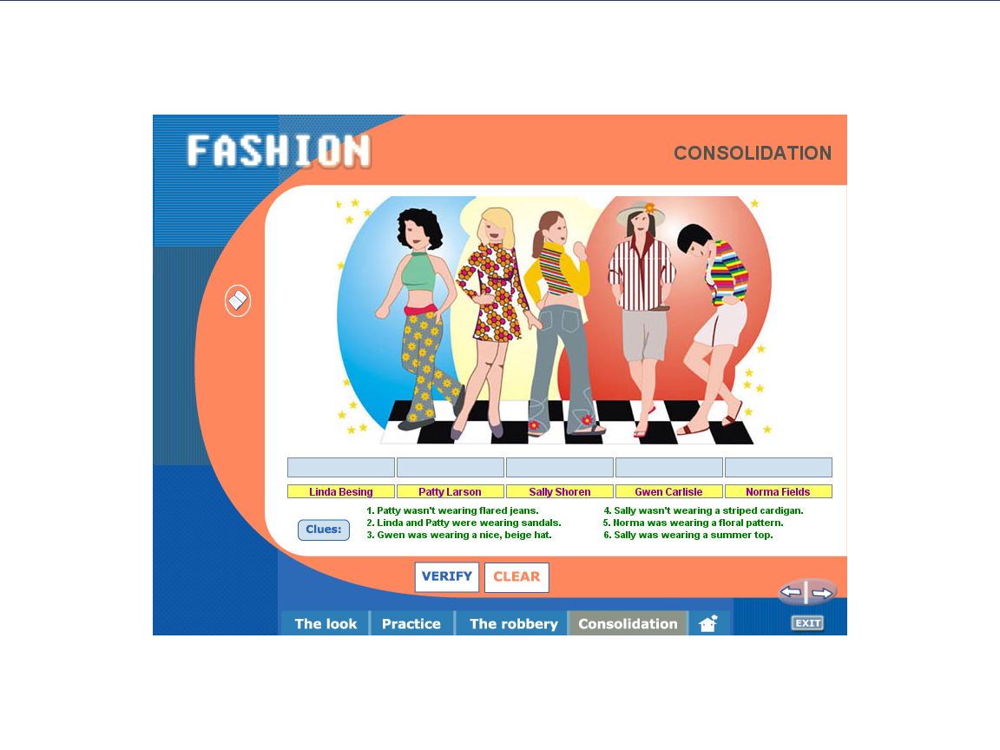 FASHION
CONSOLIDATION
Linda Besing
Patty Larson
Sally Shoren
Gwen Carlisle
Norma Fields
Clues:
1. Patty wasn't wearing flared jeans.
2. Linda and Patty were wearing sandals.
3. Gwen was wearing a nice, beige hat.
4. Sally wasn't wearing a striped cardigan.
5. Norma was wearing a floral pattern.
6. Sally was wearing a summer top.
VERIFY
CLEAR
The look
Practice
The robbery
Consolidation
EXIT